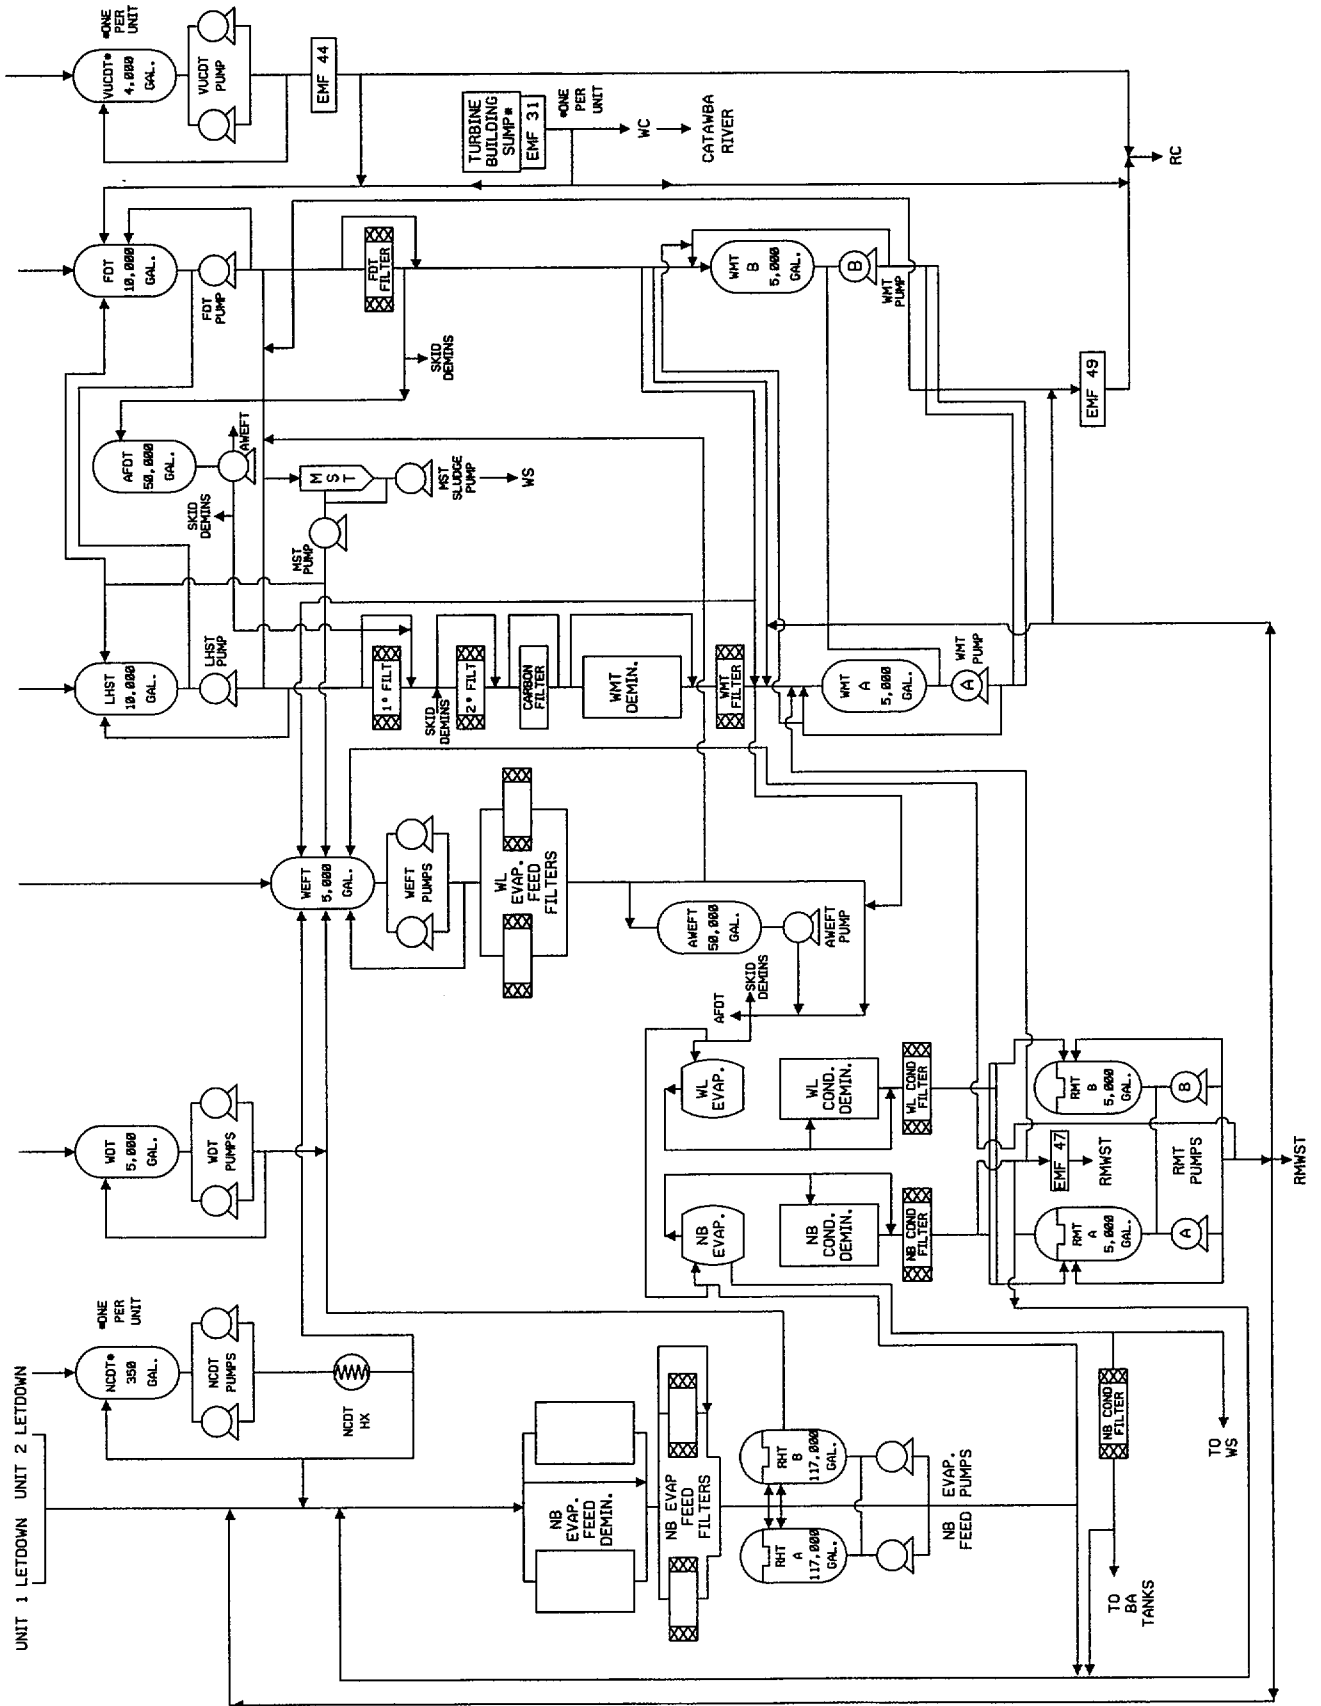 UNIT 1 LETDOWN UNIT 2 LETDOWN
NCDT*
350
GAL.
*ONE
PER
UNIT
NCDT
PUMPS
NCDT
HX
WDT
5,000
GAL.
WDT
PUMPS
WEFT
5,000
GAL.
WEFT
PUMPS
WL
EVAP.
FEED
FILTERS
LHST
10,000
GAL.
LHST
PUMP
AFDT
50,000
GAL.
AWEFT
SKID
DEMINS
FDT
10,000
GAL.
FDT
PUMP
VUCDT*
4,000
GAL.
*ONE
PER
UNIT
VUCDT
PUMP
EMF 44
MST
MST
PUMP
MST
SLUDGE
PUMP
WS
FDT
FILTER
SKID
DEMINS
TURBINE
BUILDING
SUMP*
EMF 31
*ONE
PER
UNIT
WC
CATAWBA
RIVER
1° FILT
SKID
DEMINS
2° FILT
CARBON
FILTER
WMT
DEMIN.
WMT
FILTER
WMT
A
5,000
GAL.
A
WMT
PUMP
WMT
B
5,000
GAL.
B
WMT
PUMP
EMF 49
RC
AWEFT
50,000
GAL.
AWEFT
PUMP
AFDT
SKID
DEMINS
NB
EVAP.
FEED
DEMIN.
NB EVAP
FEED
FILTERS
RHT
A
117,000
GAL.
RHT
B
117,000
GAL.
NB EVAP.
FEED PUMPS
NB
EVAP.
WL
EVAP.
NB
COND.
DEMIN.
WL
COND.
DEMIN.
NB COND
FILTER
WL COND
FILTER
RMT
A
5,000
GAL.
RMT
B
5,000
GAL.
EMF 47
RMWST
A
B
RMT
PUMPS
NB COND
FILTER
TO
BA
TANKS
TO
WS
RMWST